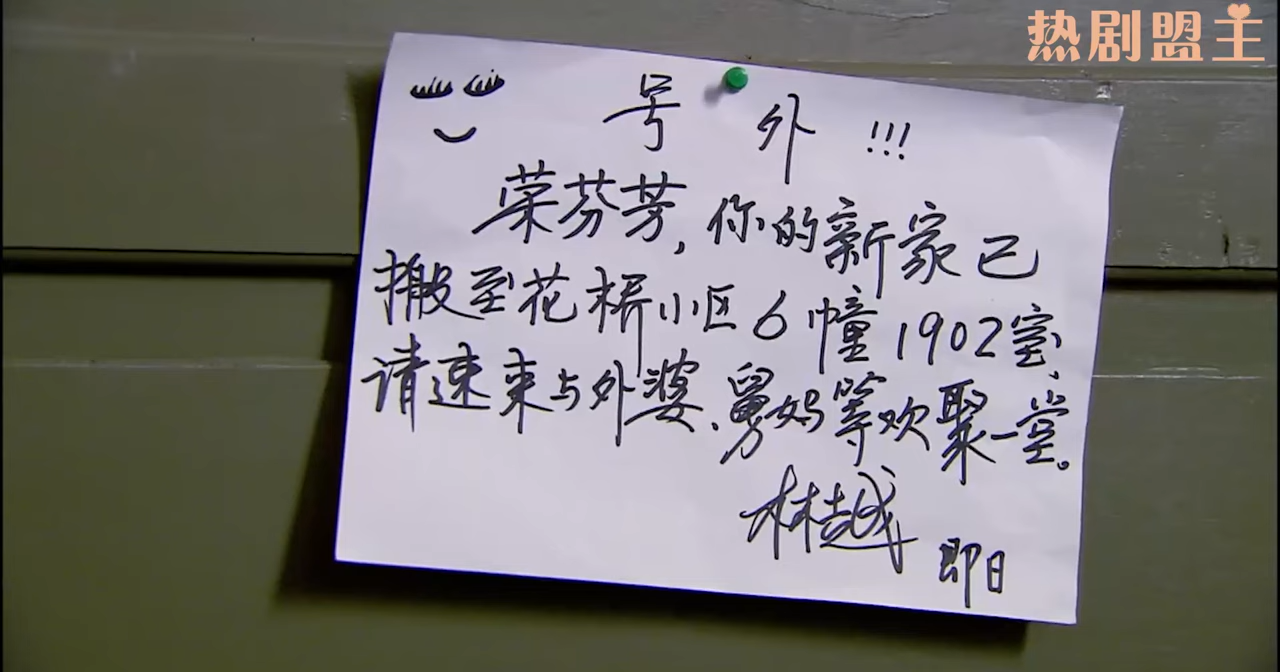 热剧盟主
号外!!!
荣芬芳,你的新家已
搬至花桥小区6幢1902室,
请速来与外婆、舅妈等欢聚一堂。
林越
即日